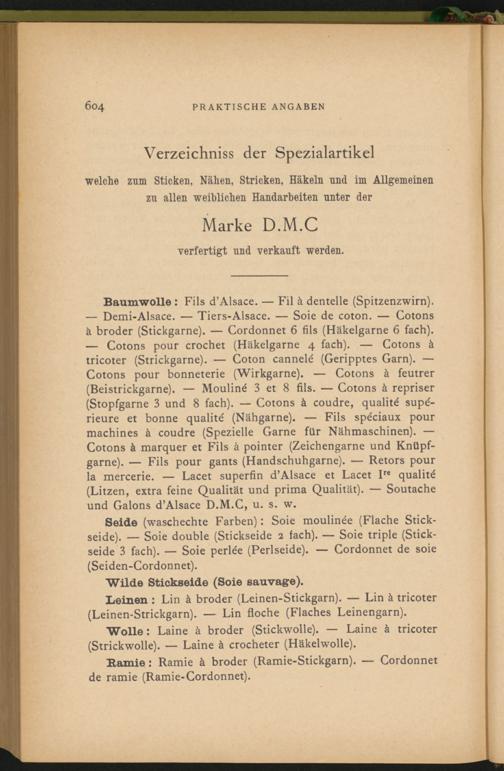 604 PRAKTISCHE ANGABEN
Verzeichniss der Spezialartikel
welche zum Sticken, Nähen, Stricken, Häkeln und im Allgemeinen
zu allen weiblichen Handarbeiten unter der
Marke D.M.C
verfertigt und verkauft werden.
Baumwolle: Fils d'Alsace. — Fil à dentelle (Spitzenzwirn).
— Demi-Alsace. — Tiers-Alsace. — Soie de coton. — Cotons
à broder (Stickgarne). — Cordonnet 6 fils (Häkelgarne 6 fach).
— Cotons pour crochet (Häkelgarne 4 fach). — Cotons à
tricoter (Strickgarne). — Coton cannelé (Geripptes Garn). —
Cotons pour bonneterie (Wirkgarne). — Cotons à feutrer
(Beistrickgarne). — Mouliné 3 et 8 fils. — Cotons à repriser
(Stopfgarne 3 und 8 fach). — Cotons à coudre, qualité supé-
rieure et bonne qualité (Nähgarne). — Fils spéciaux pour
machines à coudre (Spezielle Garne für Nähmaschinen). —
Cotons à marquer et Fils à pointer (Zeichengarne und Knüpf-
garne). — Fils pour gants (Handschuhgarne). — Retors pour
la mercerie. — Lacet superfin d'Alsace et Lacet Iʳᵉ qualité
(Litzen, extra feine Qualität und prima Qualität). — Soutache
und Galons d'Alsace D.M.C, u. s. w.
Seide (waschechte Farben): Soie moulinée (Flache Stick-
seide). — Soie double (Stickseide 2 fach). — Soie triple (Stick-
seide 3 fach). — Soie perlée (Perlseide). — Cordonnet de soie
(Seiden-Cordonnet).
Wilde Stickseide (Soie sauvage).
Leinen: Lin à broder (Leinen-Stickgarn). — Lin à tricoter
(Leinen-Strickgarn). — Lin floche (Flaches Leinengarn).
Wolle: Laine à broder (Stickwolle). — Laine à tricoter
(Strickwolle). — Laine à crocheter (Häkelwolle).
Ramie: Ramie à broder (Ramie-Stickgarn). — Cordonnet
de ramie (Ramie-Cordonnet).